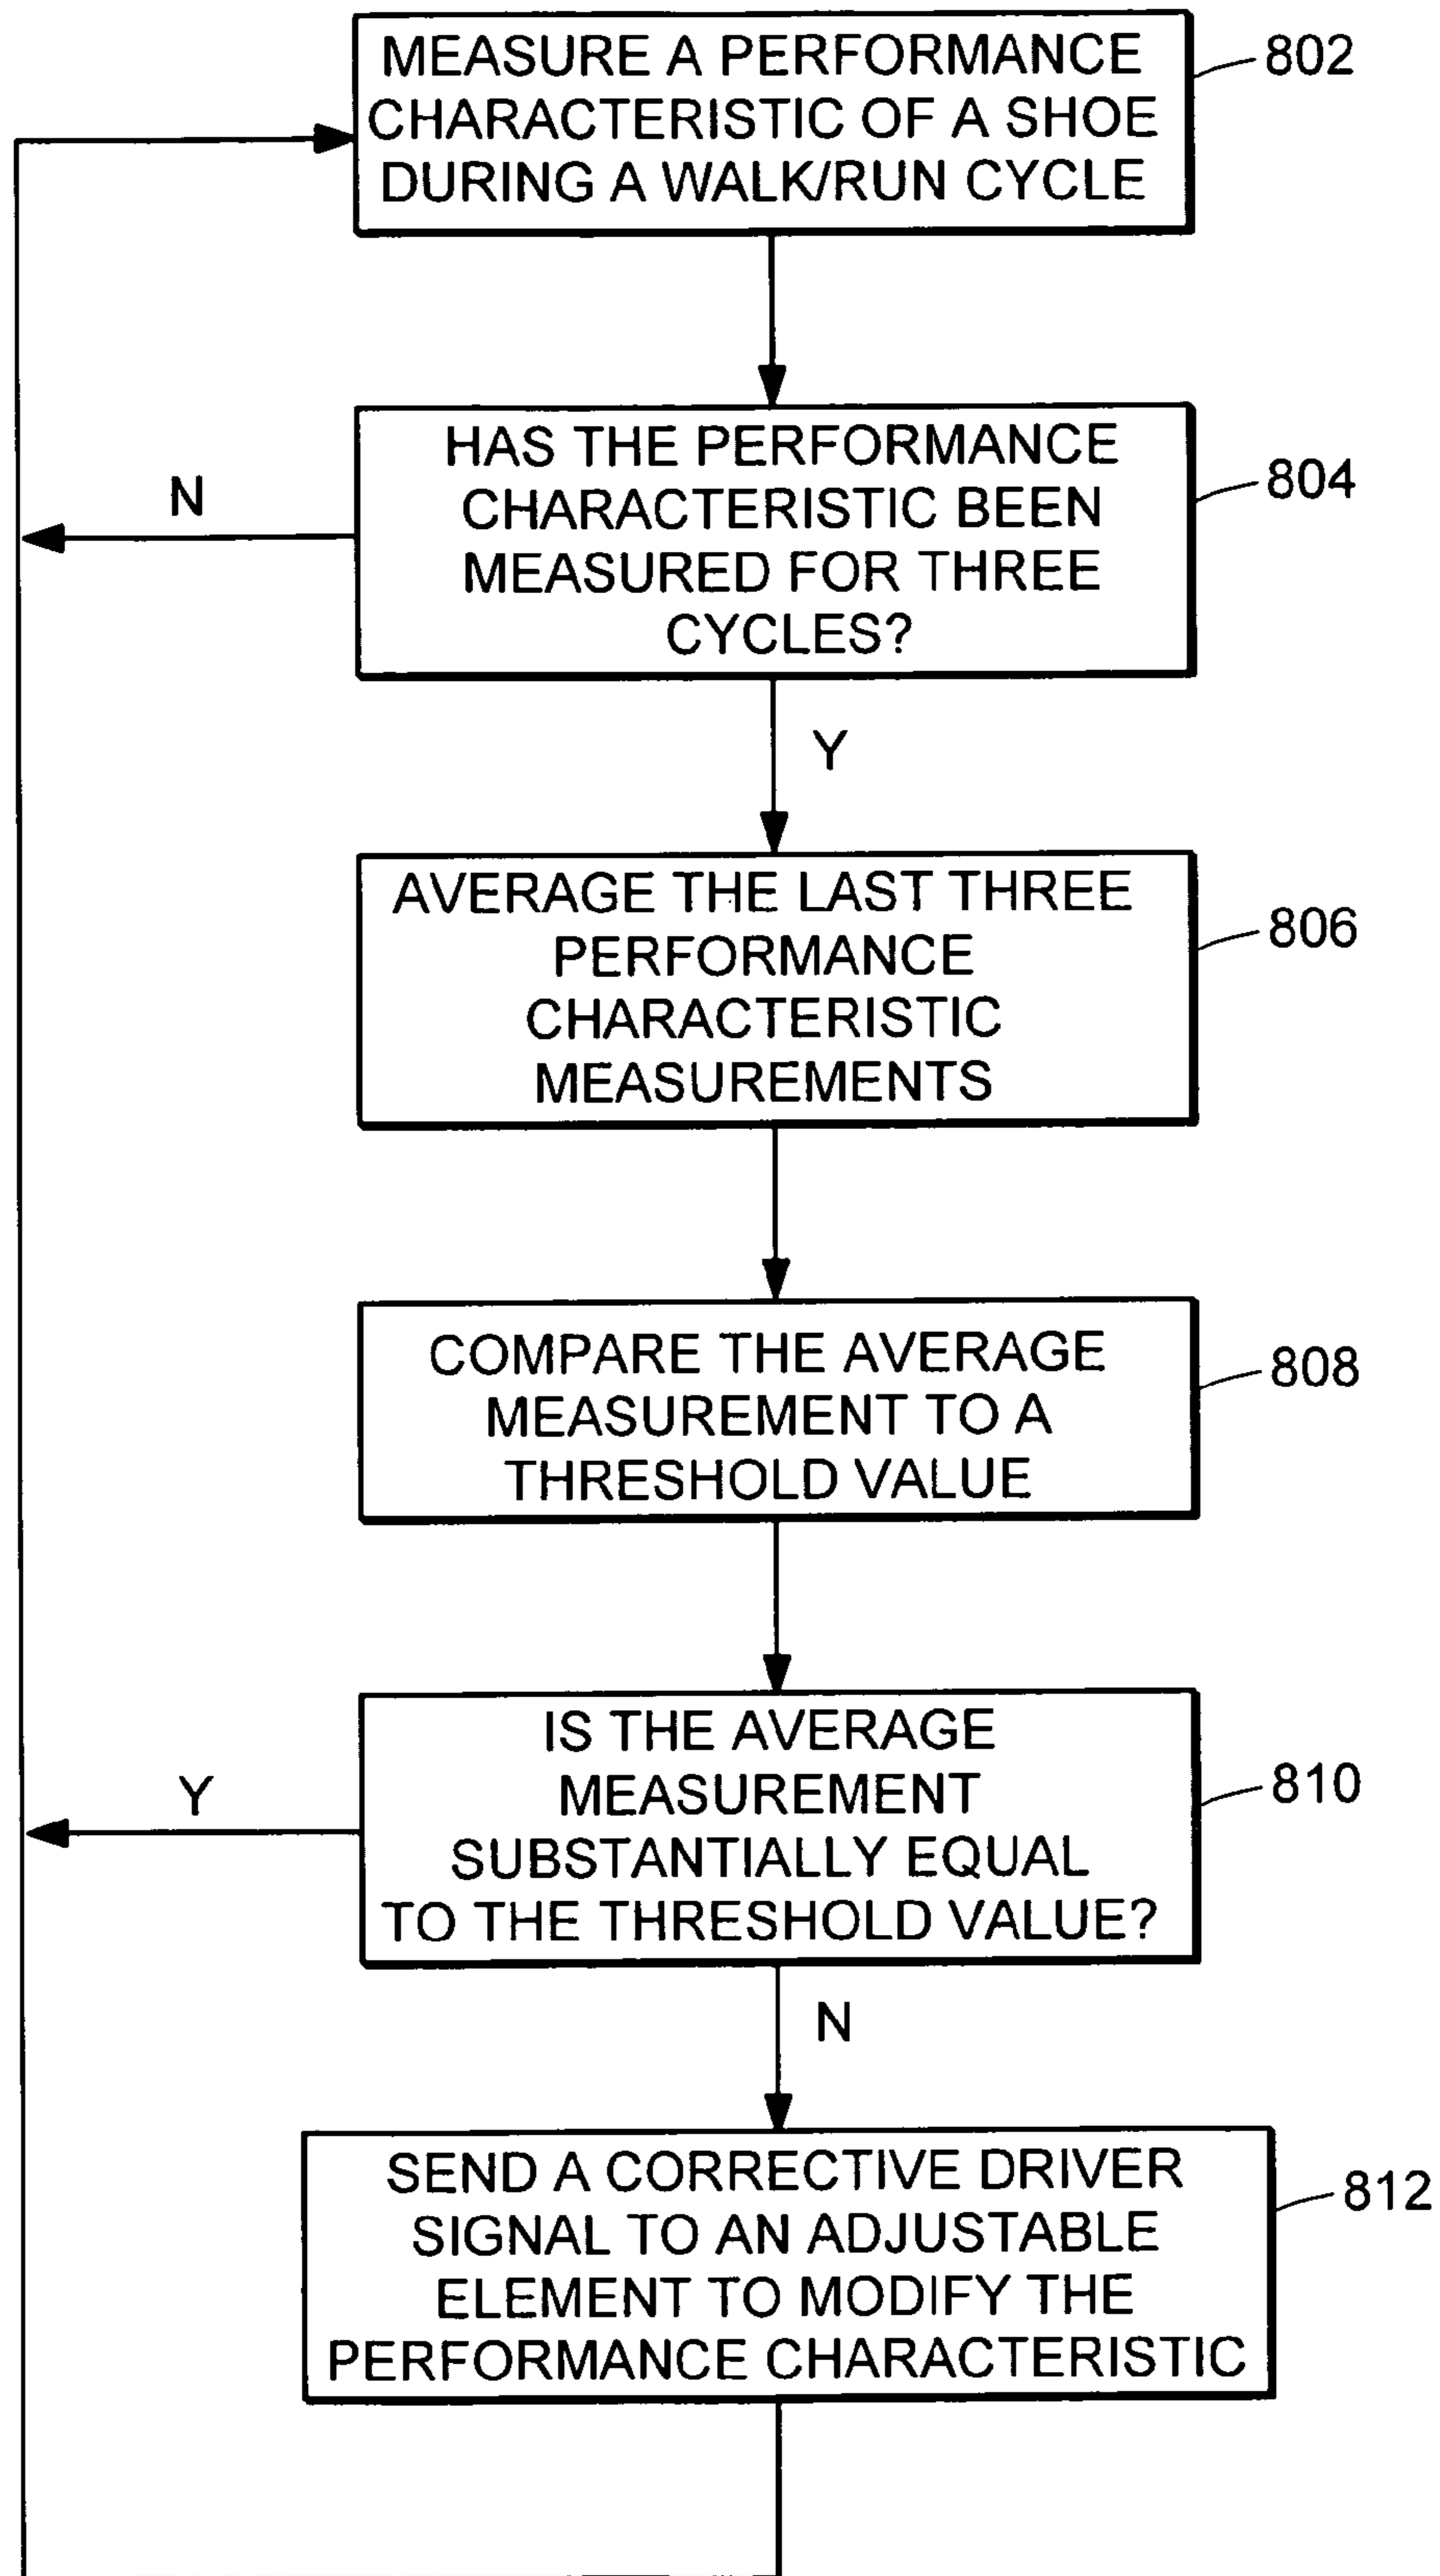 MEASURE A PERFORMANCE
CHARACTERISTIC OF A SHOE
DURING A WALK/RUN CYCLE
802
HAS THE PERFORMANCE
CHARACTERISTIC BEEN
MEASURED FOR THREE
CYCLES?
804
N
Y
AVERAGE THE LAST THREE
PERFORMANCE
CHARACTERISTIC
MEASUREMENTS
806
COMPARE THE AVERAGE
MEASUREMENT TO A
THRESHOLD VALUE
808
IS THE AVERAGE
MEASUREMENT
SUBSTANTIALLY EQUAL
TO THE THRESHOLD VALUE?
810
Y
N
SEND A CORRECTIVE DRIVER
SIGNAL TO AN ADJUSTABLE
ELEMENT TO MODIFY THE
PERFORMANCE CHARACTERISTIC
812